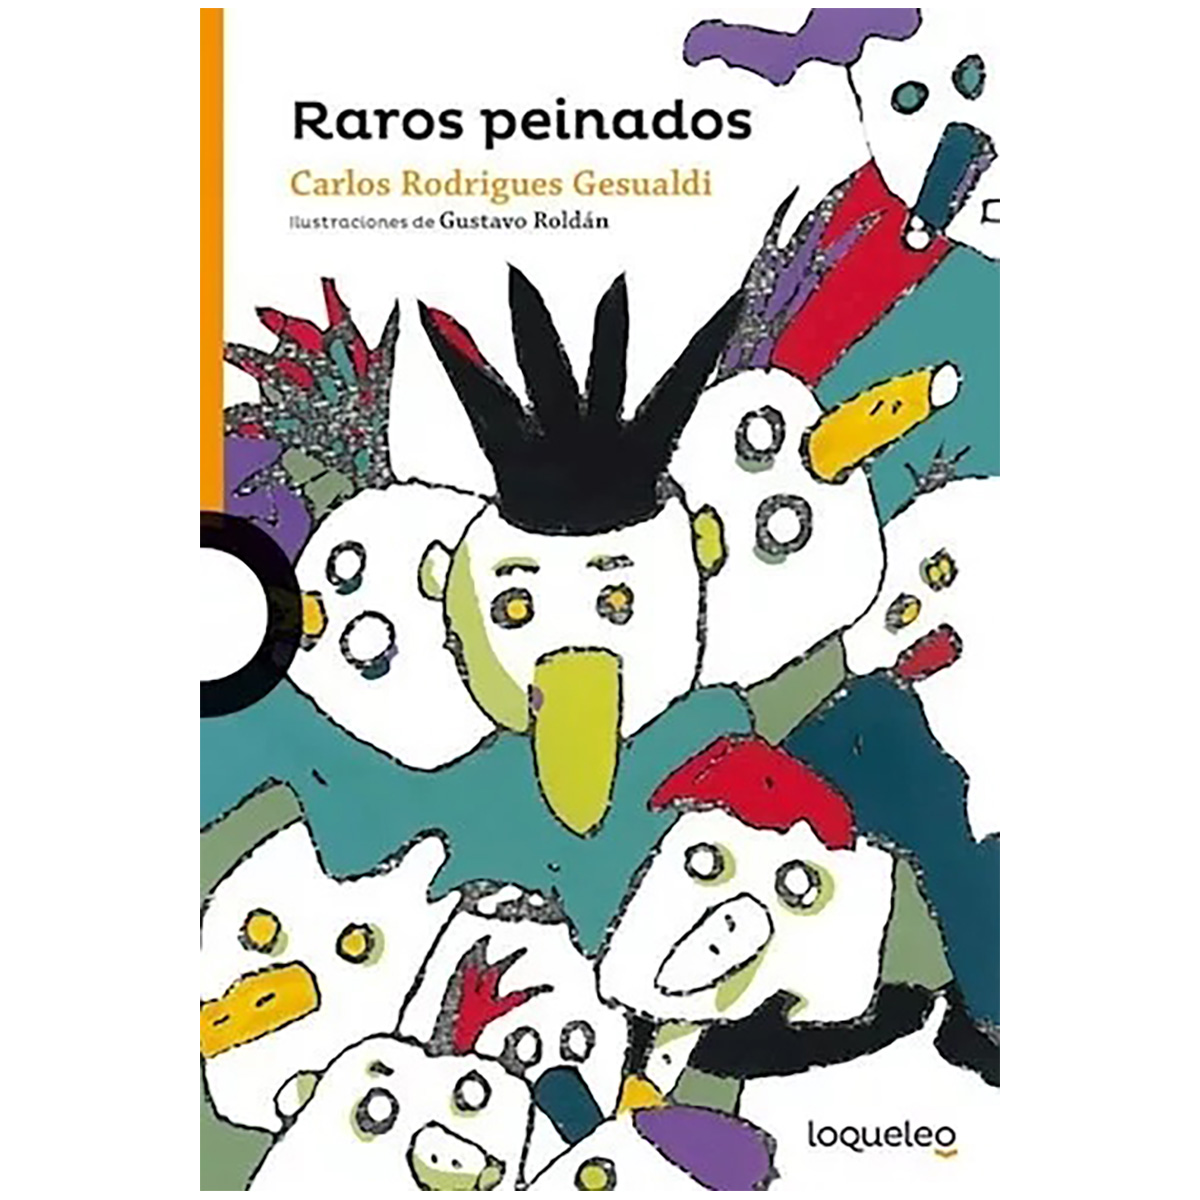 Raros peinados
Carlos Rodrigues Gesualdi
Ilustraciones de Gustavo Roldán
loqueleo